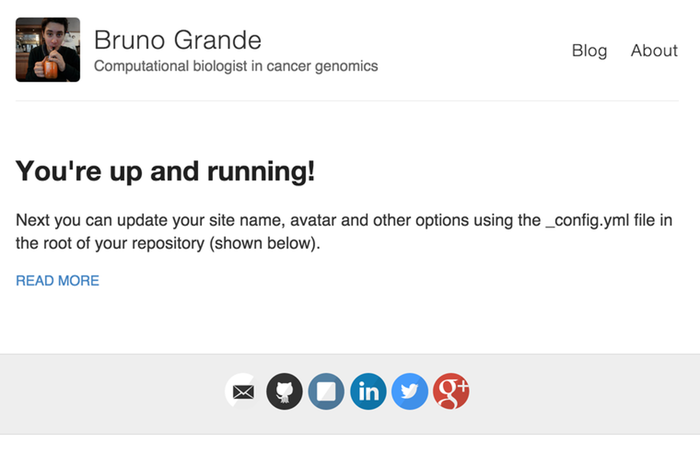 Bruno Grande
Computational biologist in cancer genomics
Blog About
You're up and running!
Next you can update your site name, avatar and other options using the _config.yml file in
the root of your repository (shown below).
READ MORE
in
g+